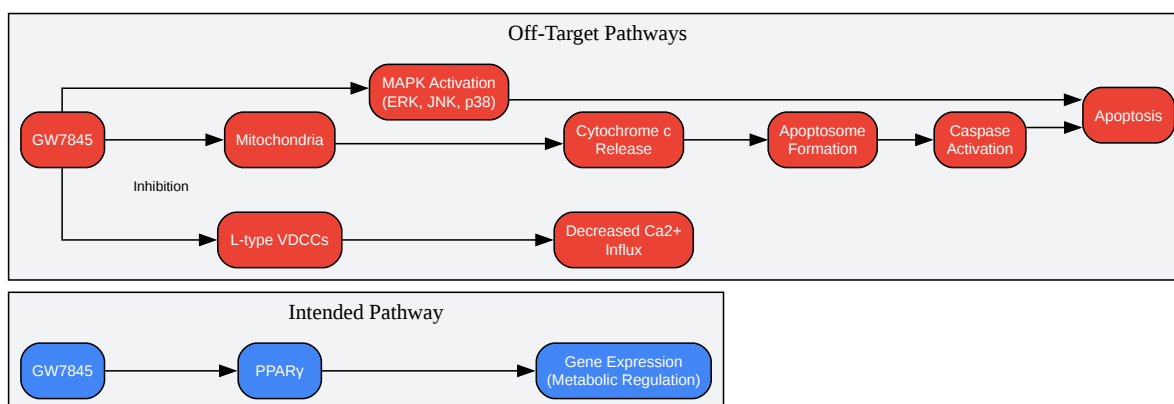 Off-Target Pathways
MAPK Activation
(ERK, JNK, p38)
GW7845
Mitochondria
Cytochrome c
Release
Apoptosome
Formation
Caspase
Activation
Apoptosis
Inhibition
L-type VDCCs
Decreased Ca2+
Influx
Intended Pathway
GW7845
PPARγ
Gene Expression
(Metabolic Regulation)